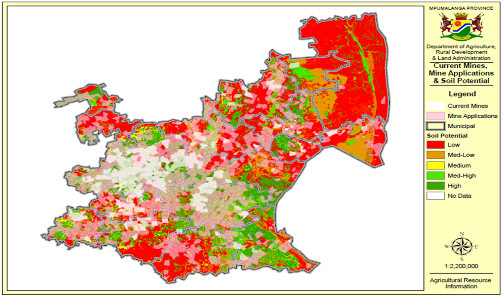 MPUMALANGA PROVINCE
Department of Agriculture,
Rural Development
& Land Administration
Current Mines,
Mine Applications
& Soil Potential
Legend
Current Mines
Mine Applications
Municipal
Soil Potential
Low
Med-Low
Medium
Med-High
High
No Data
N
W
E
S
1:2,200,000
Agricultural Resource
Information